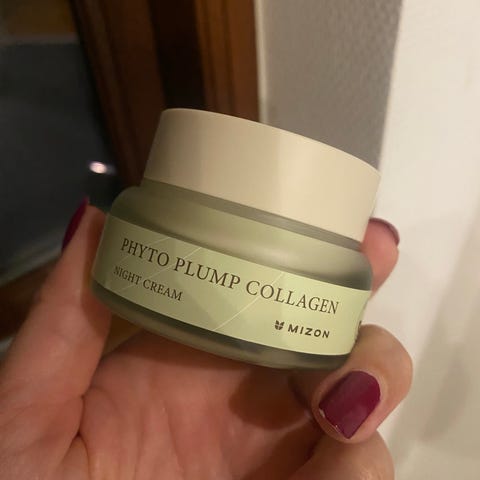 PHYTO PLUMP COLLAGEN
NIGHT CREAM
MIZON